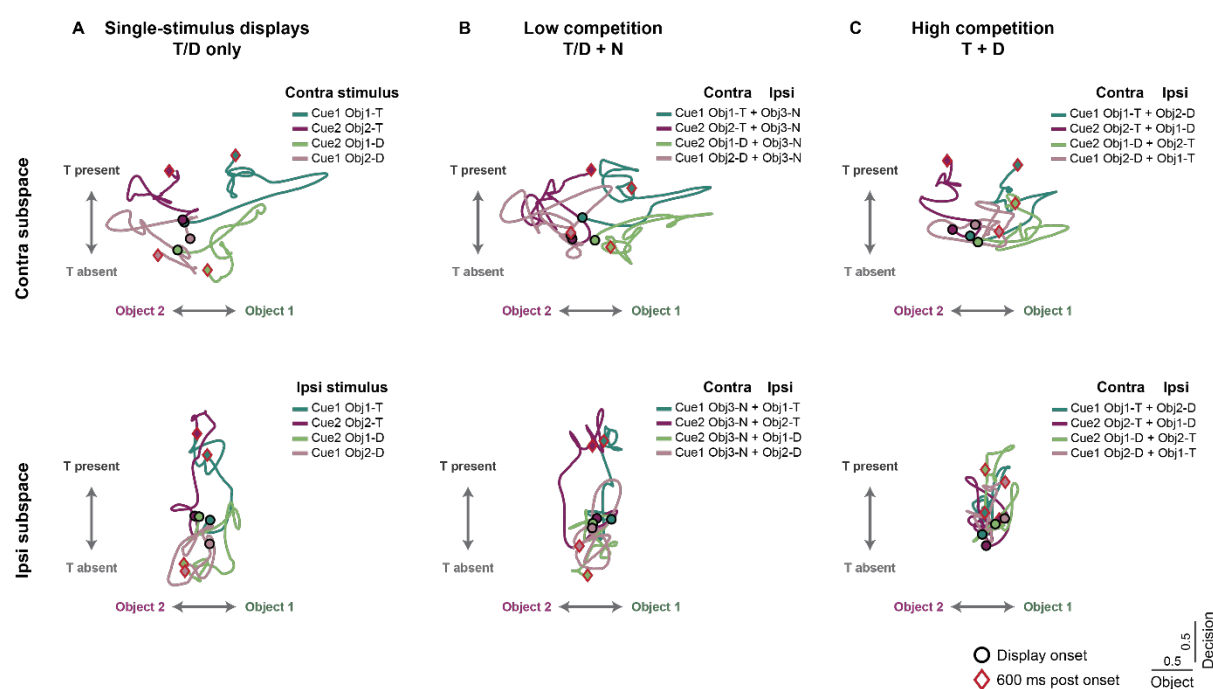 A Single-stimulus displays
T/D only
B Low competition
T/D + N
C High competition
T + D
Contra subspace
Contra stimulus
Cue1 Obj1-T
Cue2 Obj2-T
Cue2 Obj1-D
Cue1 Obj2-D
T present
T absent
Object 2 Object 1
Contra Ipsi
Cue1 Obj1-T + Obj3-N
Cue2 Obj2-T + Obj3-N
Cue2 Obj1-D + Obj3-N
Cue1 Obj2-D + Obj3-N
T present
T absent
Object 2 Object 1
Contra Ipsi
Cue1 Obj1-T + Obj2-D
Cue2 Obj2-T + Obj1-D
Cue2 Obj1-D + Obj2-T
Cue1 Obj2-D + Obj1-T
T present
T absent
Object 2 Object 1
Ipsi subspace
Ipsi stimulus
Cue1 Obj1-T
Cue2 Obj2-T
Cue2 Obj1-D
Cue1 Obj2-D
T present
T absent
Object 2 Object 1
Contra Ipsi
Cue1 Obj3-N + Obj1-T
Cue2 Obj3-N + Obj2-T
Cue2 Obj3-N + Obj1-D
Cue1 Obj3-N + Obj2-D
T present
T absent
Object 2 Object 1
Contra Ipsi
Cue1 Obj1-T + Obj2-D
Cue2 Obj2-T + Obj1-D
Cue2 Obj1-D + Obj2-T
Cue1 Obj2-D + Obj1-T
T present
T absent
Object 2 Object 1
Display onset
600 ms post onset
0.5
Decision
0.5
Object